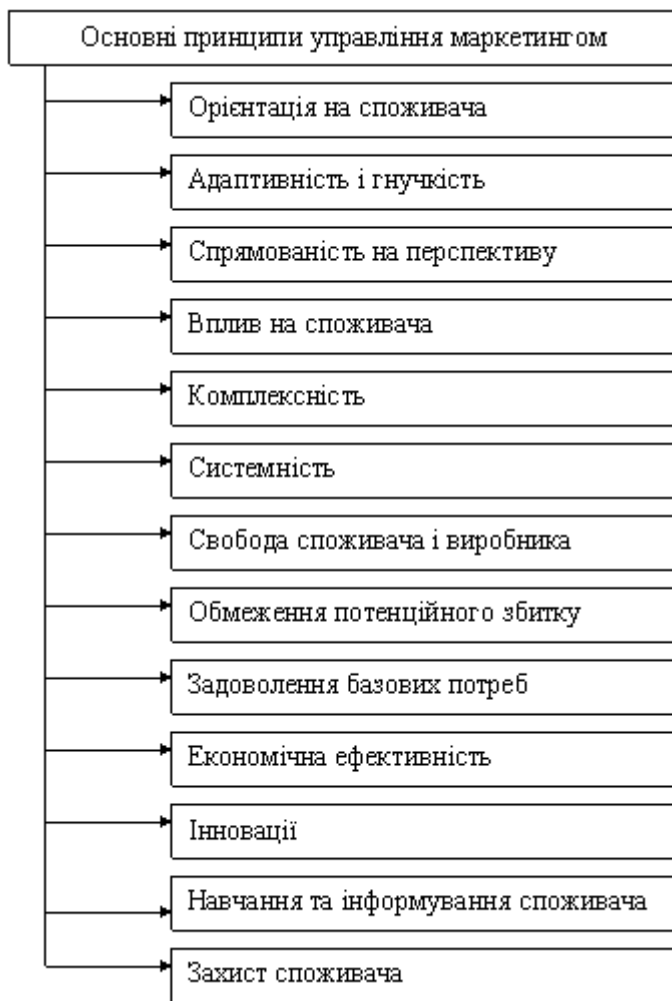 Основні принципи управління маркетингом
Орієнтація на споживача
Адаптивність і гнучкість
Спрямованість на перспективу
Вплив на споживача
Комплексність
Системність
Свобода споживача і виробника
Обмеження потенційного збитку
Задоволення базових потреб
Економічна ефективність
Інновації
Навчання та інформування споживача
Захист споживача